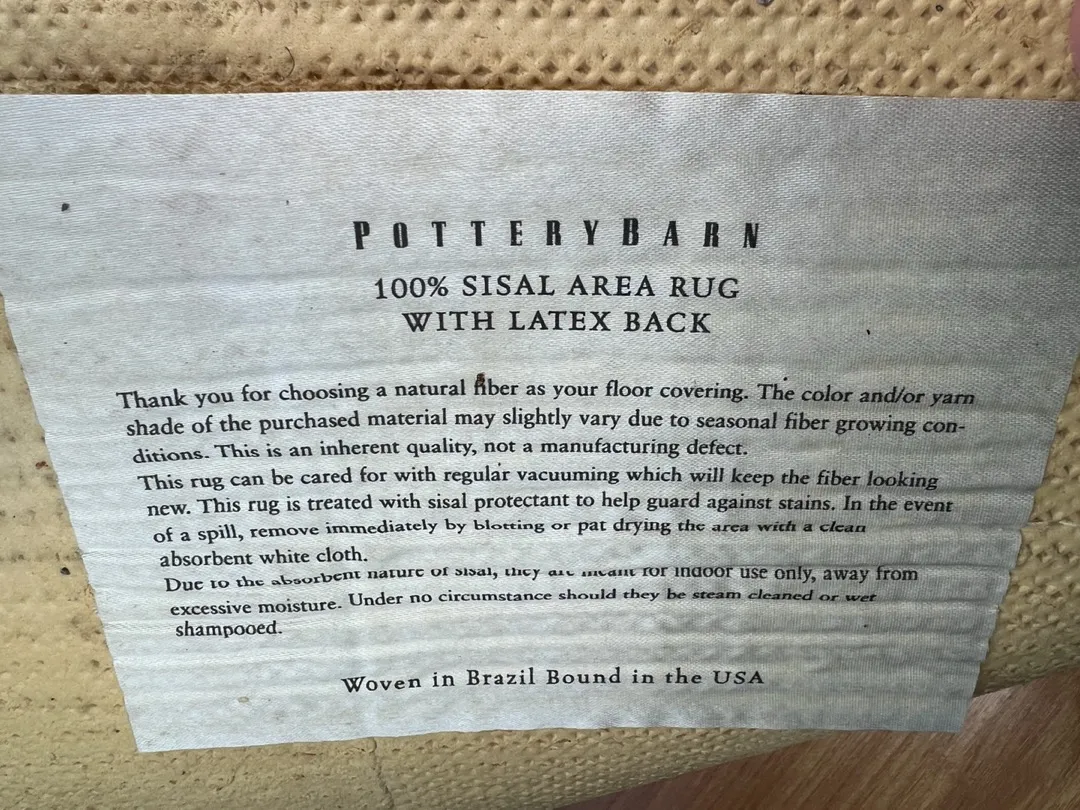 POTTERYBARN
100% SISAL AREA RUG
WITH LATEX BACK
Thank you for choosing a natural fiber as your floor covering. The color and/or yarn
shade of the purchased material may slightly vary due to seasonal fiber growing con-
ditions. This is an inherent quality, not a manufacturing defect.
This rug can be cared for with regular vacuuming which will keep the fiber looking
new. This rug is treated with sisal protectant to help guard against stains. In the event
of a spill, remove immediately by blotting or pat drying the area with a clean
absorbent white cloth.
Due to the absorbent nature of sisal, they are meant for indoor use only, away from
excessive moisture. Under no circumstance should they be steam cleaned or wet
shampooed.
Woven in Brazil Bound in the USA